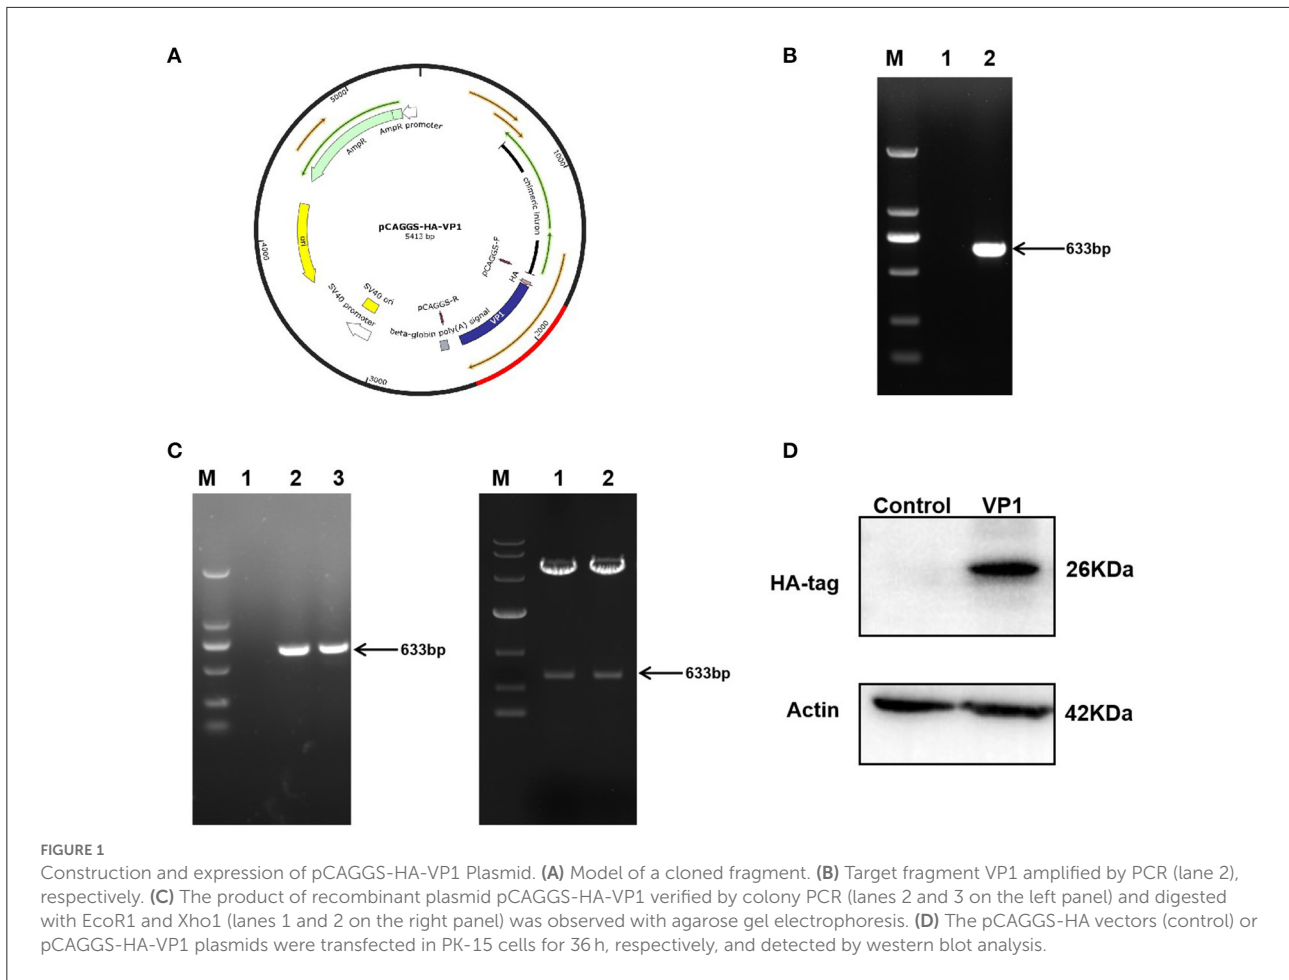 A
5000
1000
2000
3000
4000
AmpR promoter
AmpR
chimeric intron
pCAGGS-HA-VP1
5413 bp
pCAGGS-F
HA
ori
SV40 ori
SV40 promoter
pCAGGS-R
beta-globin poly(A) signal
VP1
B
M 1 2
633bp
C
M 1 2 3
633bp
M 1 2
633bp
D
Control VP1
HA-tag
26KDa
Actin
42KDa
FIGURE 1
Construction and expression of pCAGGS-HA-VP1 Plasmid. (A) Model of a cloned fragment. (B) Target fragment VP1 amplified by PCR (lane 2),
respectively. (C) The product of recombinant plasmid pCAGGS-HA-VP1 verified by colony PCR (lanes 2 and 3 on the left panel) and digested
with EcoR1 and Xho1 (lanes 1 and 2 on the right panel) was observed with agarose gel electrophoresis. (D) The pCAGGS-HA vectors (control) or
pCAGGS-HA-VP1 plasmids were transfected in PK-15 cells for 36 h, respectively, and detected by western blot analysis.